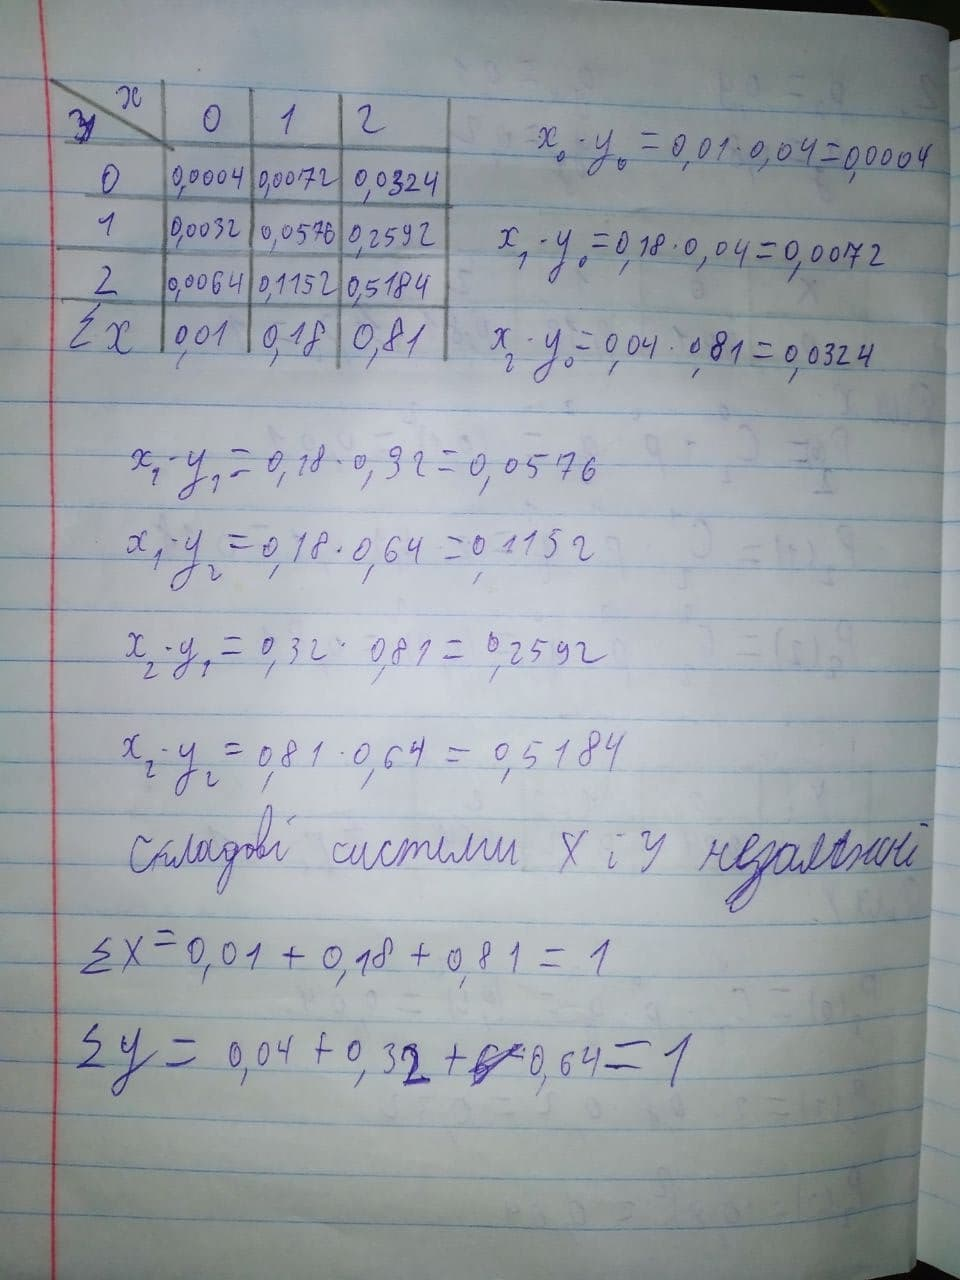 x
y
0 1 2
x₀·y₀ = 0,01·0,04=0,0004
0 0,0004 0,0072 0,0324
1 0,0032 0,0576 0,2592
x₁·y₀=0,18·0,04=0,0072
2 0,0064 0,1152 0,5184
Σx 0,01 0,18 0,81
x₂·y₀=0,04·0,81=0,0324
x₁·y₁=0,18·0,32=0,0576
x₁·y₂=0,18·0,64=0,1152
x₂·y₁=0,32·0,81=0,2592
x₂·y₂=0,81·0,64=0,5184
складові системи X і Y незалежні
ΣX=0,01+0,18+0,81=1
ΣY=0,04+0,32+0,64=1